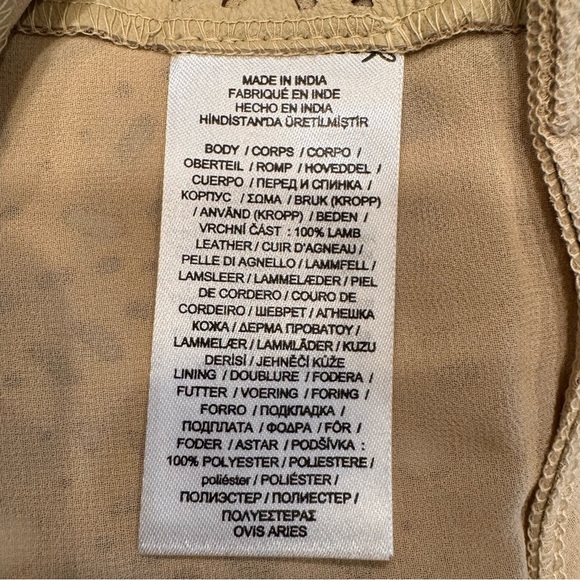 MADE IN INDIA
FABRIQUÉ EN INDE
HECHO EN INDIA
HİNDİSTAN'DA ÜRETİLMİŞTİR
BODY / CORPS / CORPO /
OBERTEIL / ROMP / HOVEDDEL /
CUERPO / ПЕРЕД И СПИНКА /
КОРПУС / ΣΩΜΑ / BRUK (KROPP)
/ ANVÄND (KROPP) / BEDEN /
VRCHNÍ ČÁST : 100% LAMB
LEATHER / CUIR D'AGNEAU /
PELLE DI AGNELLO / LAMMFELL /
LAMSLEER / LAMMELÆDER / PIEL
DE CORDERO / COURO DE
CORDEIRO / ШЕВРЕТ / АГНЕШКА
КОЖА / ΔΕΡΜΑ ΠΡΟΒΑΤΟΥ /
LAMMELÆR / LAMMLÄDER / KUZU
DERİSİ / JEHNĚČÍ KŮŽE
LINING / DOUBLURE / FODERA /
FUTTER / VOERING / FORING /
FORRO / ПОДКЛАДКА /
ПОДПЛАТА / ΦΟΔΡΑ / FÔR /
FODER / ASTAR / PODŠÍVKA :
100% POLYESTER / POLIESTERE /
poliéster / POLIÉSTER /
ПОЛИЭСТЕР / ПОЛИЕСТЕР /
ΠΟΛΥΕΣΤΕΡΑΣ
OVIS ARIES